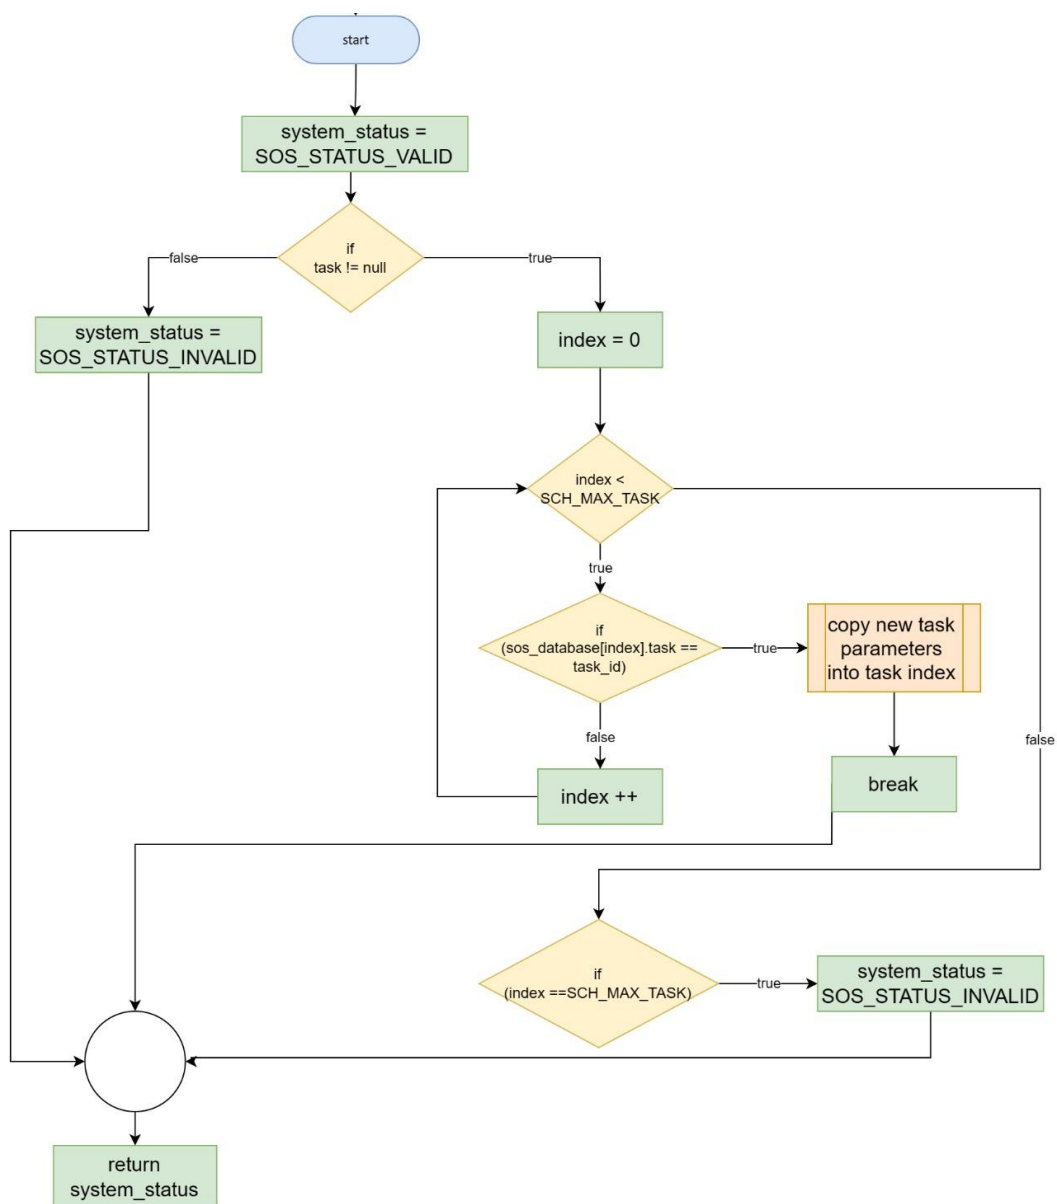 start
system_status =
SOS_STATUS_VALID
if
task != null
false
true
system_status =
SOS_STATUS_INVALID
index = 0
index <
SCH_MAX_TASK
true
if
(sos_database[index].task ==
task_id)
true
copy new task
parameters
into task index
false
false
index ++
break
if
(index ==SCH_MAX_TASK)
true
system_status =
SOS_STATUS_INVALID
return
system_status